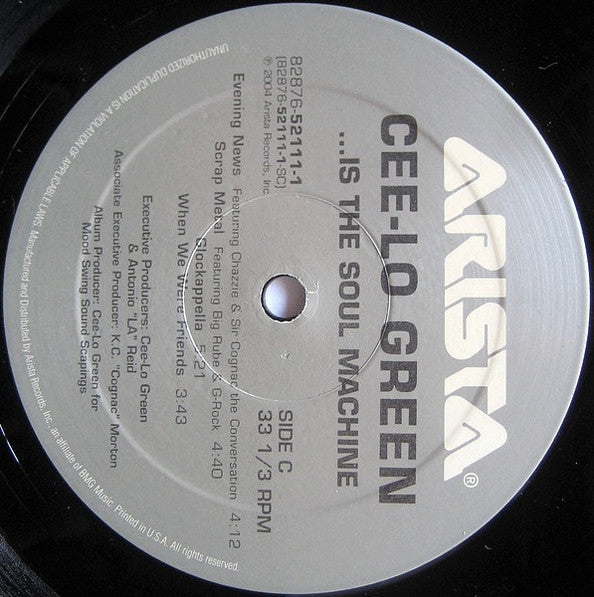 ARISTA®
CEE-LO GREEN
...IS THE SOUL MACHINE
82876-52111-1
(82876-52111-1-SC)
℗ 2004 Arista Records, Inc.
SIDE C
33 1/3 RPM
Evening News Featuring Chazzie & Sir Cognac the Conversation 4:12
Scrap Metal Featuring Big Rube & G-Rock 4:40
Glockappella 5:21
When We Were Friends 3:43
Executive Producers: Cee-Lo Green
& Antonio "LA" Reid
Associate Executive Producer: K.C. "Cognac" Morton
Album Producer: Cee-Lo Green for
Mood Swing Sound Scapings
UNAUTHORIZED DUPLICATION IS A VIOLATION OF APPLICABLE LAWS. Manufactured and Distributed by Arista Records, Inc., an affiliate of BMG Music. Printed in U.S.A. All rights reserved.